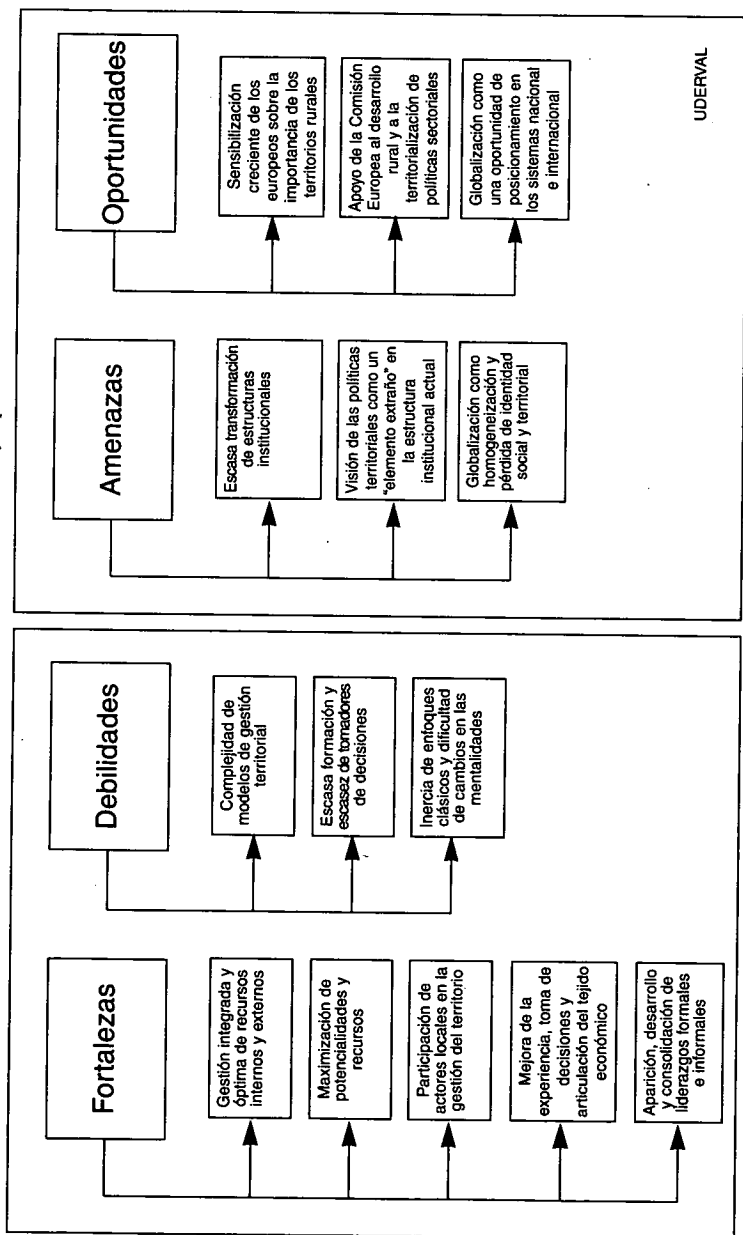 Fortalezas
Gestión integrada y
óptima de recursos
internos y externos
Maximización de
potencialidades y
recursos
Participación de
actores locales en la
gestión del territorio
Mejora de la
experiencia, toma de
decisiones y
articulación del tejido
económico
Aparición, desarrollo
y consolidación de
liderazgos formales
e informales
Debilidades
Complejidad de
modelos de gestión
territorial
Escasa formación y
escasez de tomadores
de decisiones
Inercia de enfoques
clásicos y dificultad
de cambios en las
mentalidades
Amenazas
Escasa transformación
de estructuras
institucionales
Visión de las políticas
territoriales como un
"elemento extraño" en
la estructura
institucional actual
Globalización como
homogeneización y
pérdida de identidad
social y territorial
Oportunidades
Sensibilización
creciente de los
europeos sobre la
importancia de los
territorios rurales
Apoyo de la Comisión
Europea al desarrollo
rural y a la
territorialización de
políticas sectoriales
Globalización como
una oportunidad de
posicionamiento en
los sistemas nacional
e internacional
UDERVAL